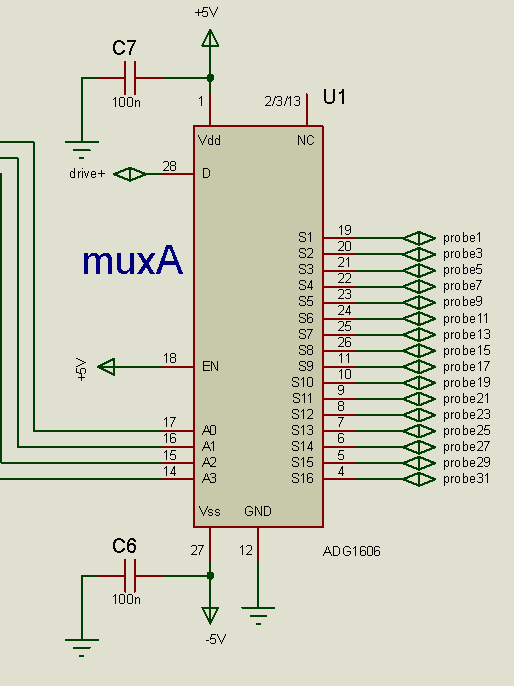 +5V
C7
100n
1
2/3/13
U1
Vdd
NC
drive+
28
D
muxA
S1
19
probe1
S2
20
probe3
S3
21
probe5
S4
22
probe7
S5
23
probe9
S6
24
probe11
S7
25
probe13
S8
26
probe15
+5V
18
EN
S9
11
probe17
S10
10
probe19
S11
9
probe21
S12
8
probe23
17
A0
S13
7
probe25
16
A1
S14
6
probe27
15
A2
S15
5
probe29
14
A3
S16
4
probe31
Vss
GND
C6
27
12
ADG1606
100n
-5V